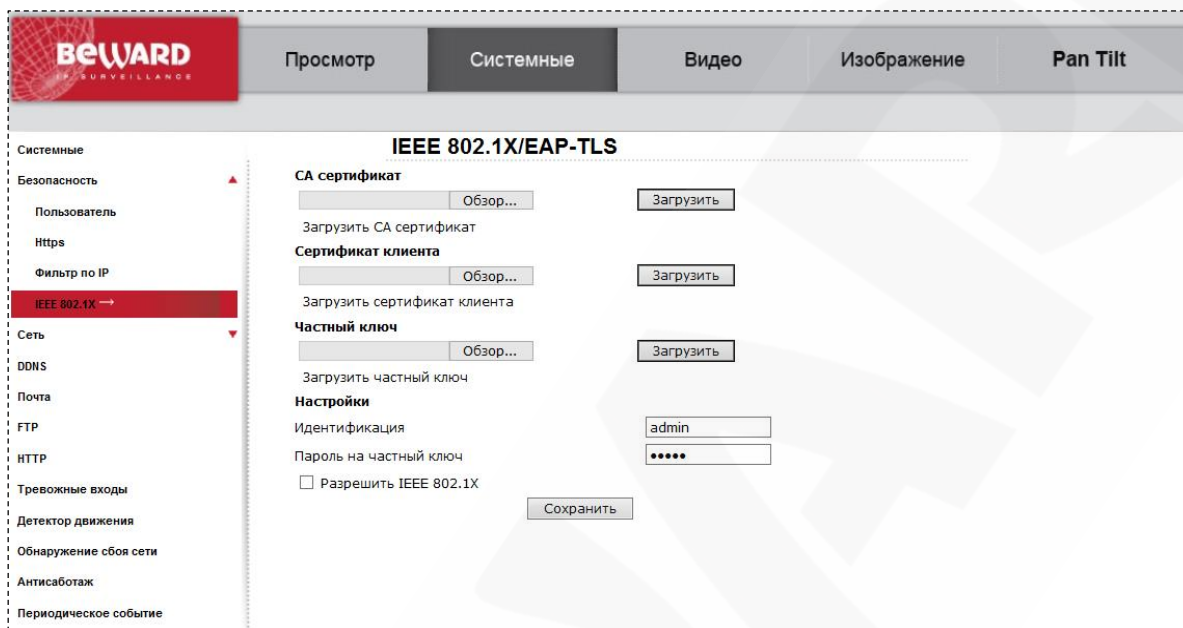 BEWARD
IP SURVEILLANCE
Просмотр
Системные
Видео
Изображение
Pan Tilt
Системные
Безопасность
Пользователь
Https
Фильтр по IP
IEEE 802.1X →
Сеть
DDNS
Почта
FTP
HTTP
Тревожные входы
Детектор движения
Обнаружение сбоя сети
Антисаботаж
Периодическое событие
IEEE 802.1X/EAP-TLS
CA сертификат
Обзор... Загрузить
Загрузить CA сертификат
Сертификат клиента
Обзор... Загрузить
Загрузить сертификат клиента
Частный ключ
Обзор... Загрузить
Загрузить частный ключ
Настройки
Идентификация admin
Пароль на частный ключ •••••
Разрешить IEEE 802.1X
Сохранить